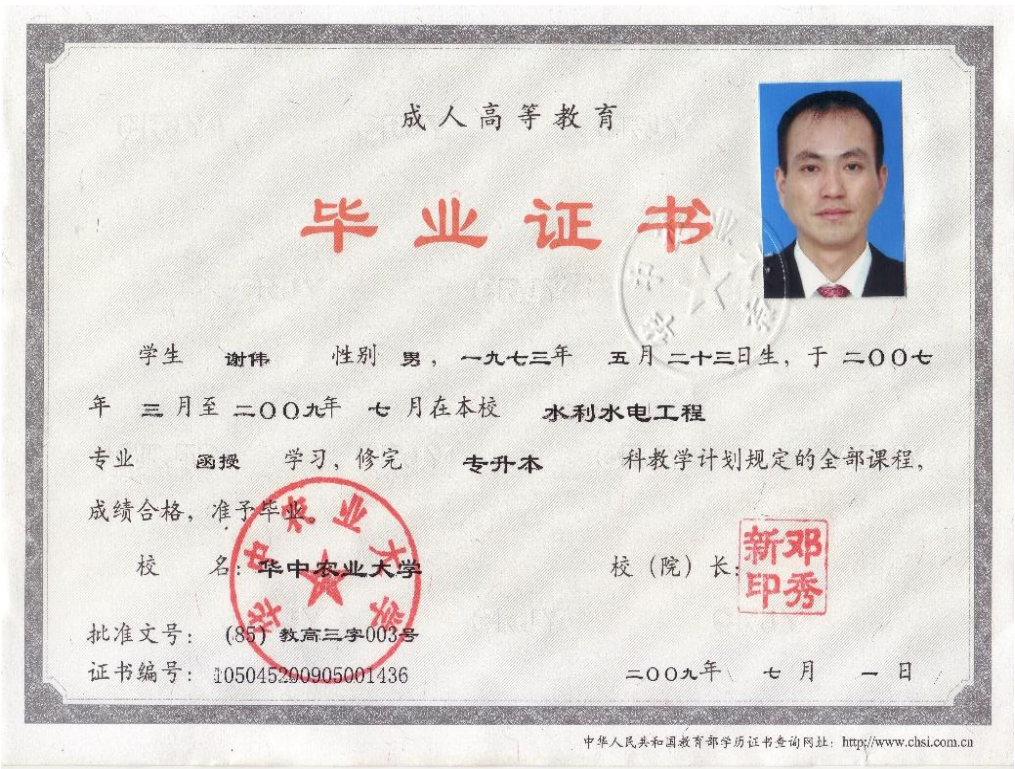 成人高等教育
毕业证书
学生 谢伟 性别 男，一九七三年 五月二十三日生，于二〇〇七
年 三月至二〇〇九年 七月在本校 水利水电工程
专业 函授 学习，修完 专升本 科教学计划规定的全部课程，
成绩合格，准予毕业。
校 名：华中农业大学
校（院）长：
邓秀新印
华中农业大学
批准文号：(85) 教高三字003号
证书编号：105045200905001436
二〇〇九年 七月 一日
中华人民共和国教育部学历证书查询网址：http://www.chsi.com.cn